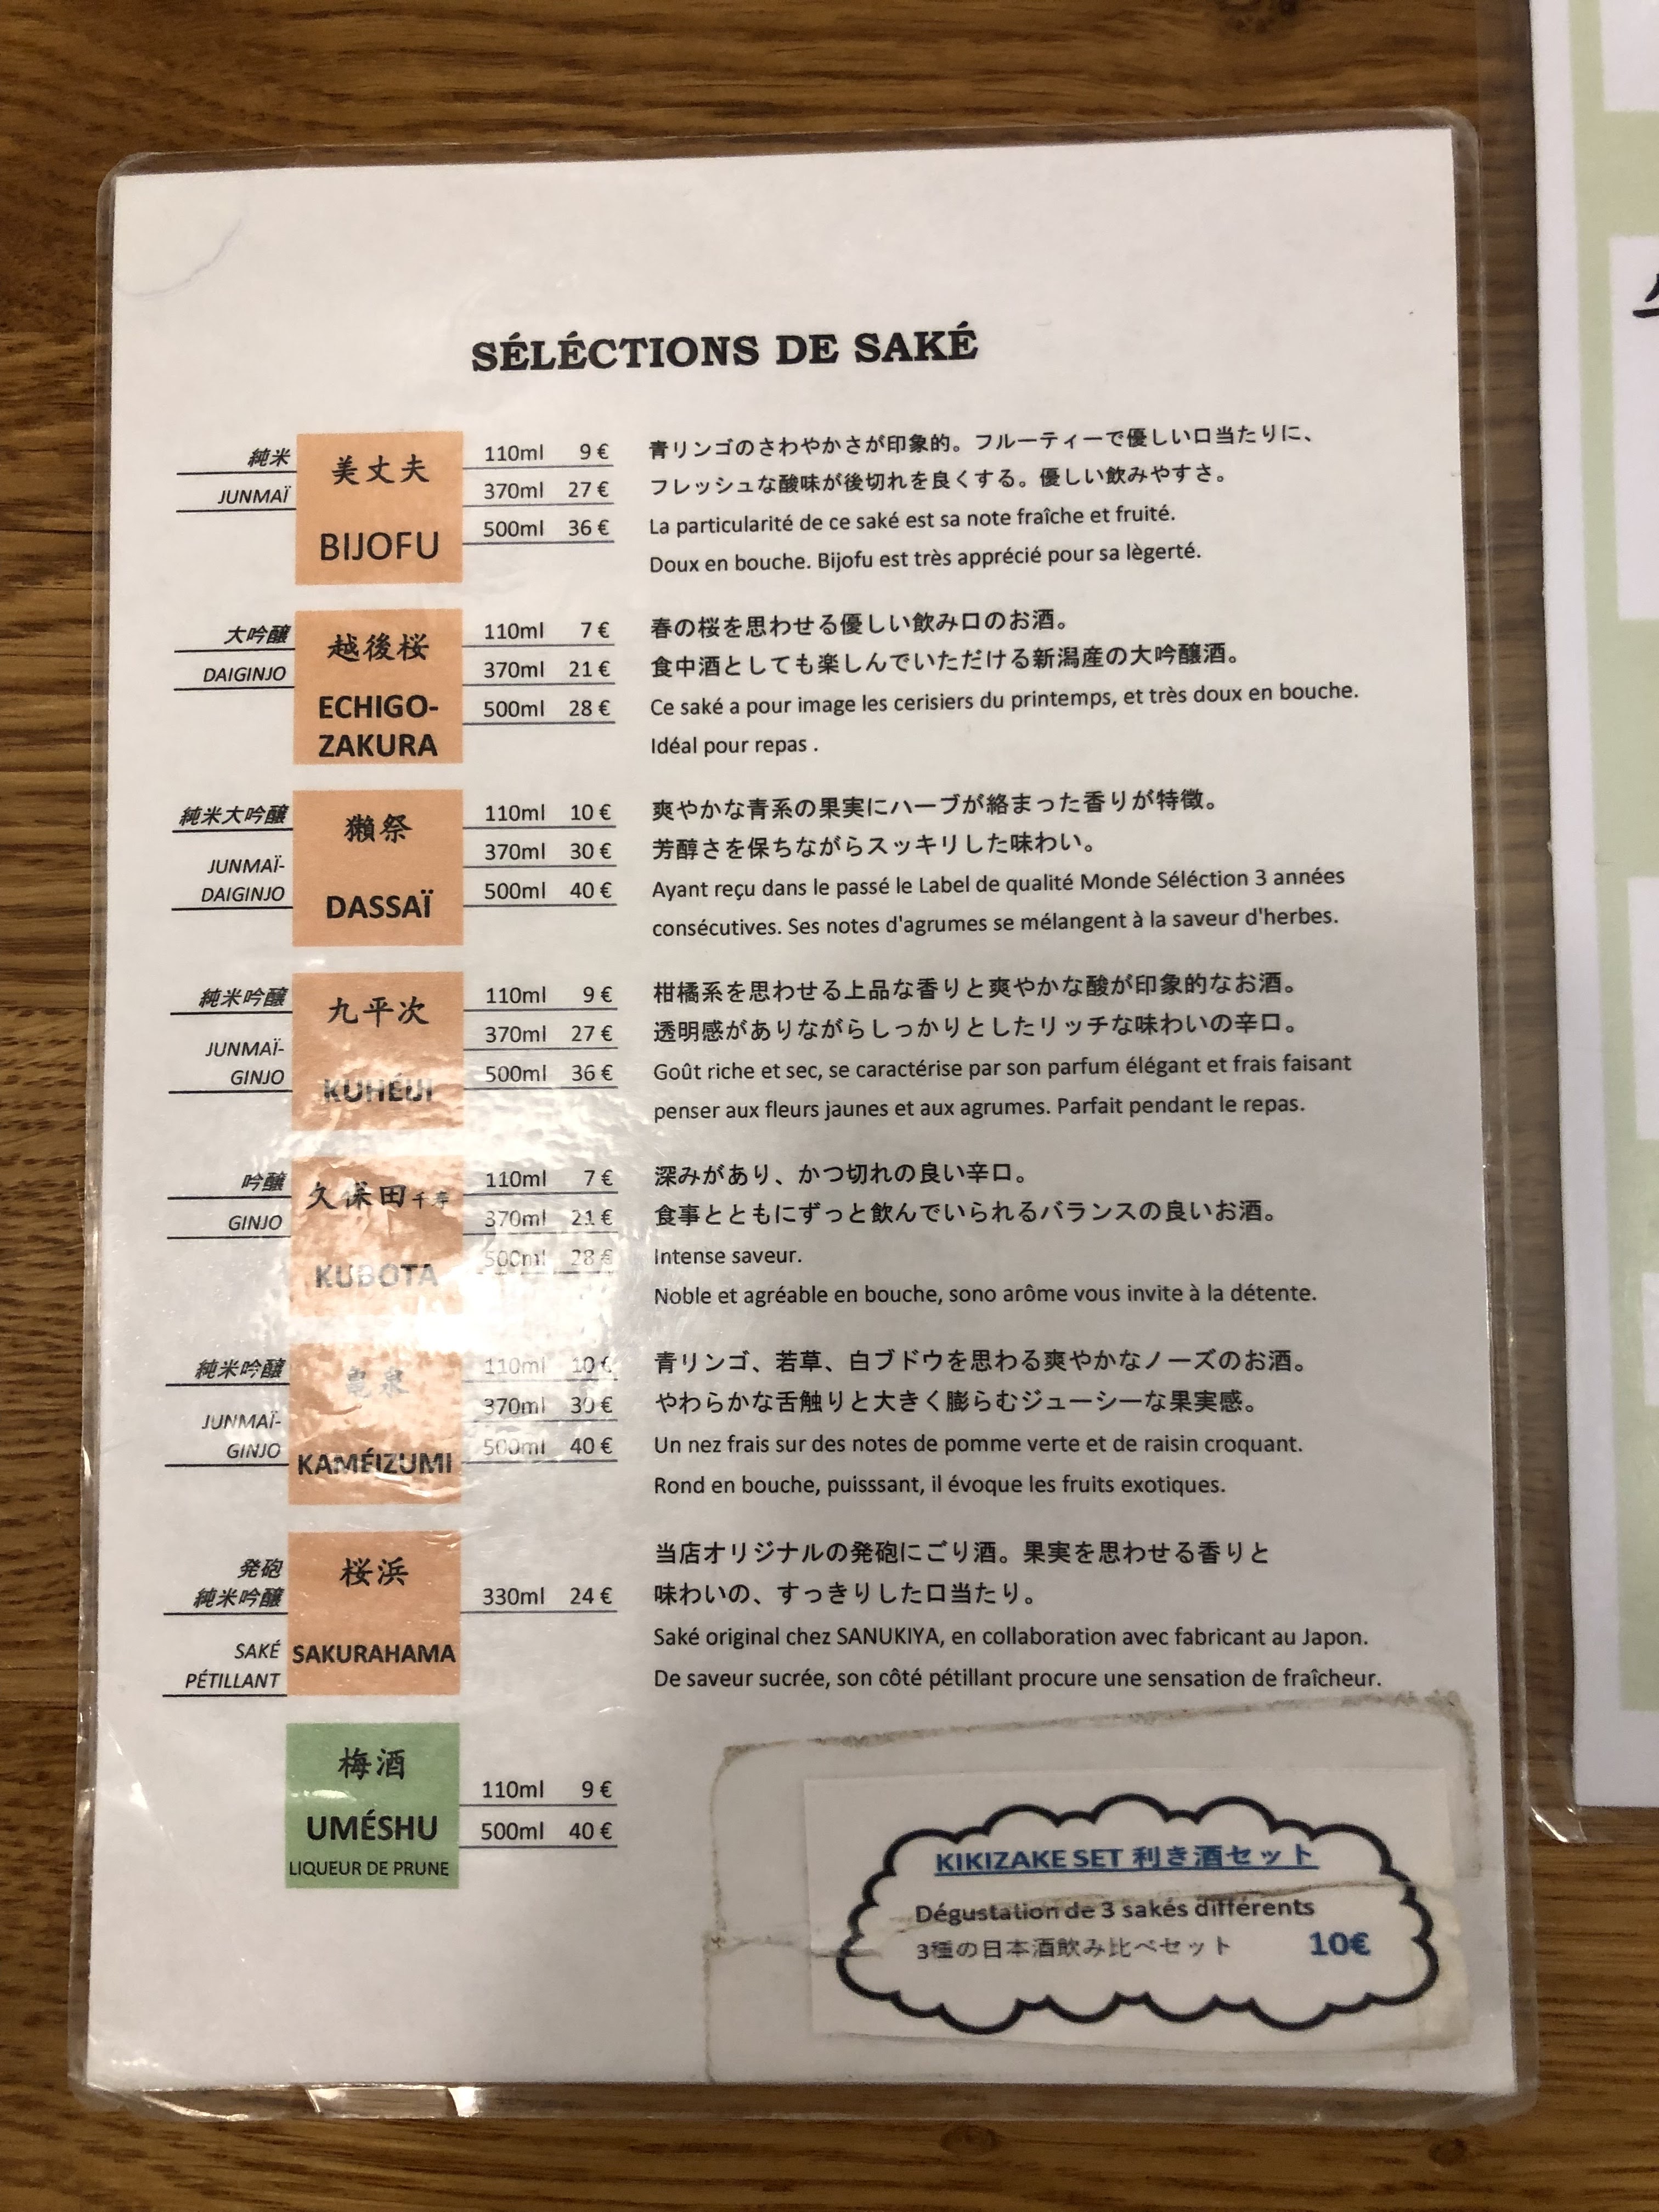 SÉLÉCTIONS DE SAKÉ
純米
JUNMAÏ
美丈夫
BIJOFU
110ml 9 €
370ml 27 €
500ml 36 €
青リンゴのさわやかさが印象的。フルーティーで優しい口当たりに、
フレッシュな酸味が後切れを良くする。優しい飲みやすさ。
La particularité de ce saké est sa note fraîche et fruité.
Doux en bouche. Bijofu est très apprécié pour sa lègerté.
大吟醸
DAIGINJO
越後桜
ECHIGO-
ZAKURA
110ml 7 €
370ml 21 €
500ml 28 €
春の桜を思わせる優しい飲み口のお酒。
食中酒としても楽しんでいただける新潟産の大吟醸酒。
Ce saké a pour image les cerisiers du printemps, et très doux en bouche.
Idéal pour repas .
純米大吟醸
JUNMAÏ-
DAIGINJO
獺祭
DASSAÏ
110ml 10 €
370ml 30 €
500ml 40 €
爽やかな青系の果実にハーブが絡まった香りが特徴。
芳醇さを保ちながらスッキリした味わい。
Ayant reçu dans le passé le Label de qualité Monde Séléction 3 années
consécutives. Ses notes d'agrumes se mélangent à la saveur d'herbes.
純米吟醸
JUNMAÏ-
GINJO
九平次
KUHÉIJI
110ml 9 €
370ml 27 €
500ml 36 €
柑橘系を思わせる上品な香りと爽やかな酸が印象的なお酒。
透明感がありながらしっかりとしたリッチな味わいの辛口。
Goût riche et sec, se caractérise par son parfum élégant et frais faisant
penser aux fleurs jaunes et aux agrumes. Parfait pendant le repas.
吟醸
GINJO
久保田千寿
KUBOTA
110ml 7 €
370ml 21 €
500ml 28 €
深みがあり、かつ切れの良い辛口。
食事とともにずっと飲んでいられるバランスの良いお酒。
Intense saveur.
Noble et agréable en bouche, sono arôme vous invite à la détente.
純米吟醸
JUNMAÏ-
GINJO
亀泉
KAMÉIZUMI
110ml 10 €
370ml 30 €
500ml 40 €
青リンゴ、若草、白ブドウを思わる爽やかなノーズのお酒。
やわらかな舌触りと大きく膨らむジューシーな果実感。
Un nez frais sur des notes de pomme verte et de raisin croquant.
Rond en bouche, puisssant, il évoque les fruits exotiques.
発砲
純米吟醸
SAKÉ
PÉTILLANT
桜浜
SAKURAHAMA
330ml 24 €
当店オリジナルの発砲にごり酒。果実を思わせる香りと
味わいの、すっきりした口当たり。
Saké original chez SANUKIYA, en collaboration avec fabricant au Japon.
De saveur sucrée, son côté pétillant procure une sensation de fraîcheur.
梅酒
UMÉSHU
LIQUEUR DE PRUNE
110ml 9 €
500ml 40 €
KIKIZAKE SET 利き酒セット
Dégustation de 3 sakés différents
3種の日本酒飲み比べセット 10€